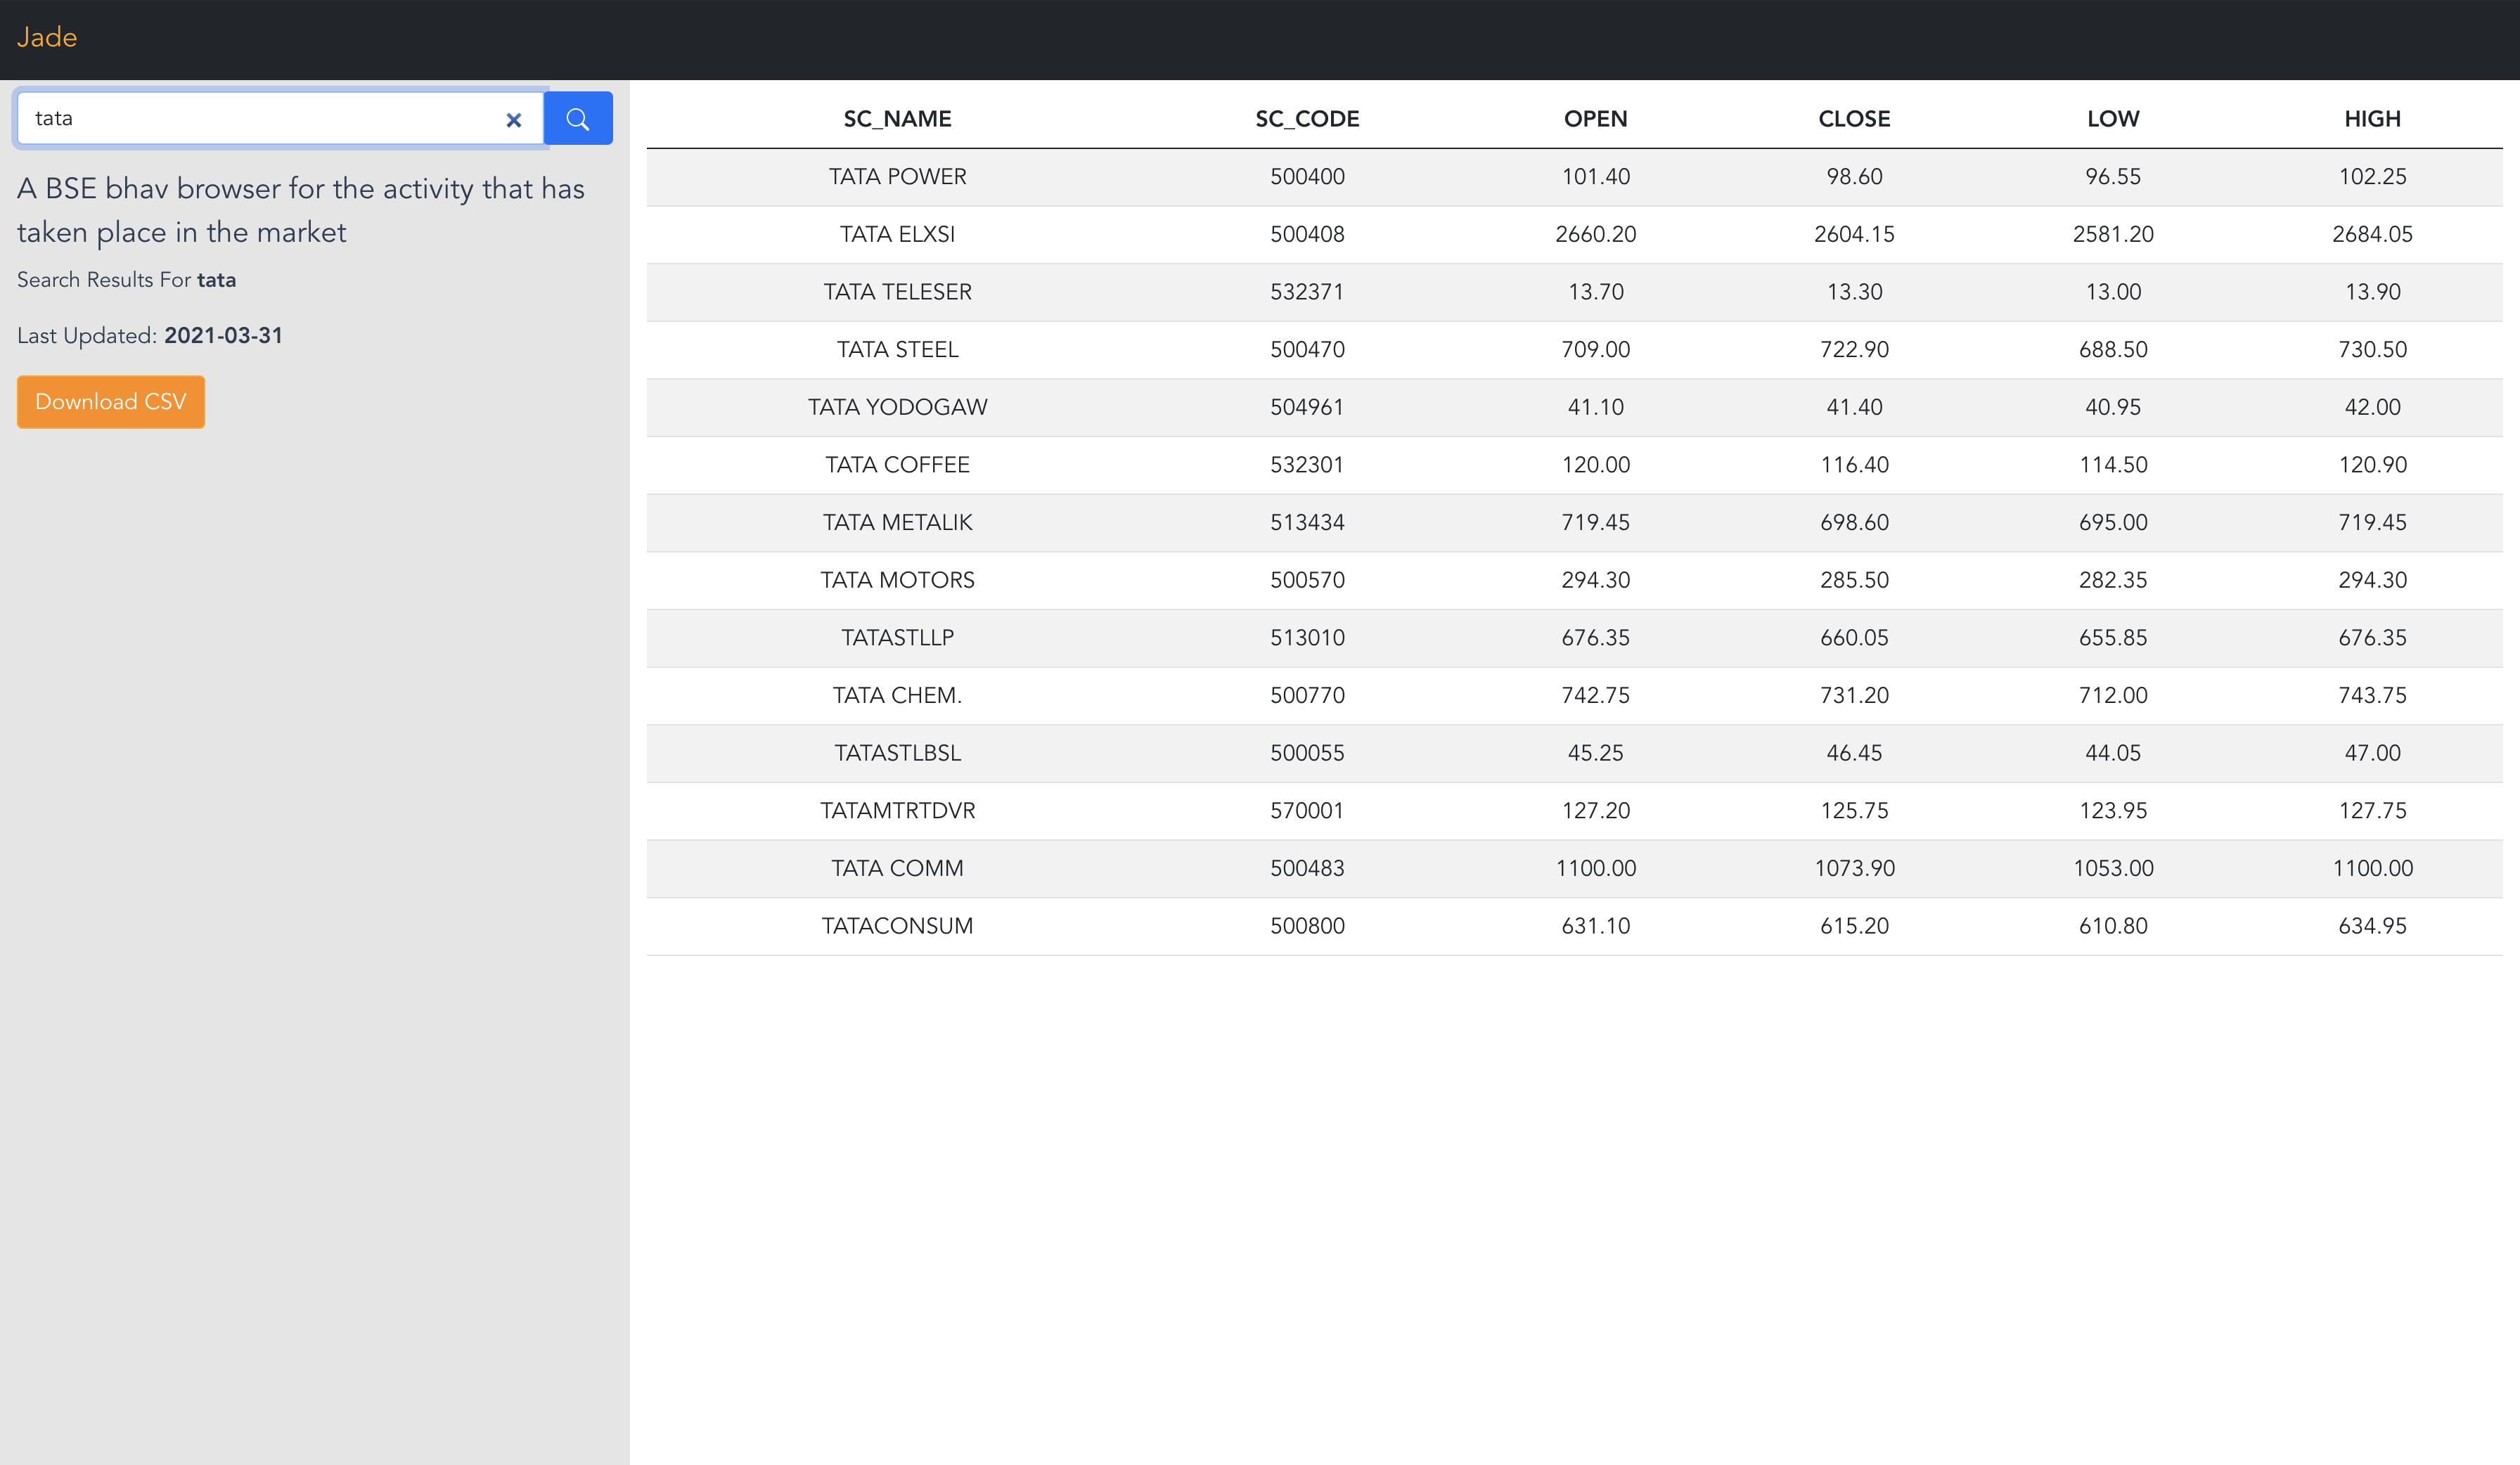 Jade
tata
A BSE bhav browser for the activity that has
taken place in the market
Search Results For tata
Last Updated: 2021-03-31
Download CSV
SC_NAME SC_CODE OPEN CLOSE LOW HIGH
TATA POWER 500400 101.40 98.60 96.55 102.25
TATA ELXSI 500408 2660.20 2604.15 2581.20 2684.05
TATA TELESER 532371 13.70 13.30 13.00 13.90
TATA STEEL 500470 709.00 722.90 688.50 730.50
TATA YODOGAW 504961 41.10 41.40 40.95 42.00
TATA COFFEE 532301 120.00 116.40 114.50 120.90
TATA METALIK 513434 719.45 698.60 695.00 719.45
TATA MOTORS 500570 294.30 285.50 282.35 294.30
TATASTLLP 513010 676.35 660.05 655.85 676.35
TATA CHEM. 500770 742.75 731.20 712.00 743.75
TATASTLBSL 500055 45.25 46.45 44.05 47.00
TATAMTRTDVR 570001 127.20 125.75 123.95 127.75
TATA COMM 500483 1100.00 1073.90 1053.00 1100.00
TATACONSUM 500800 631.10 615.20 610.80 634.95